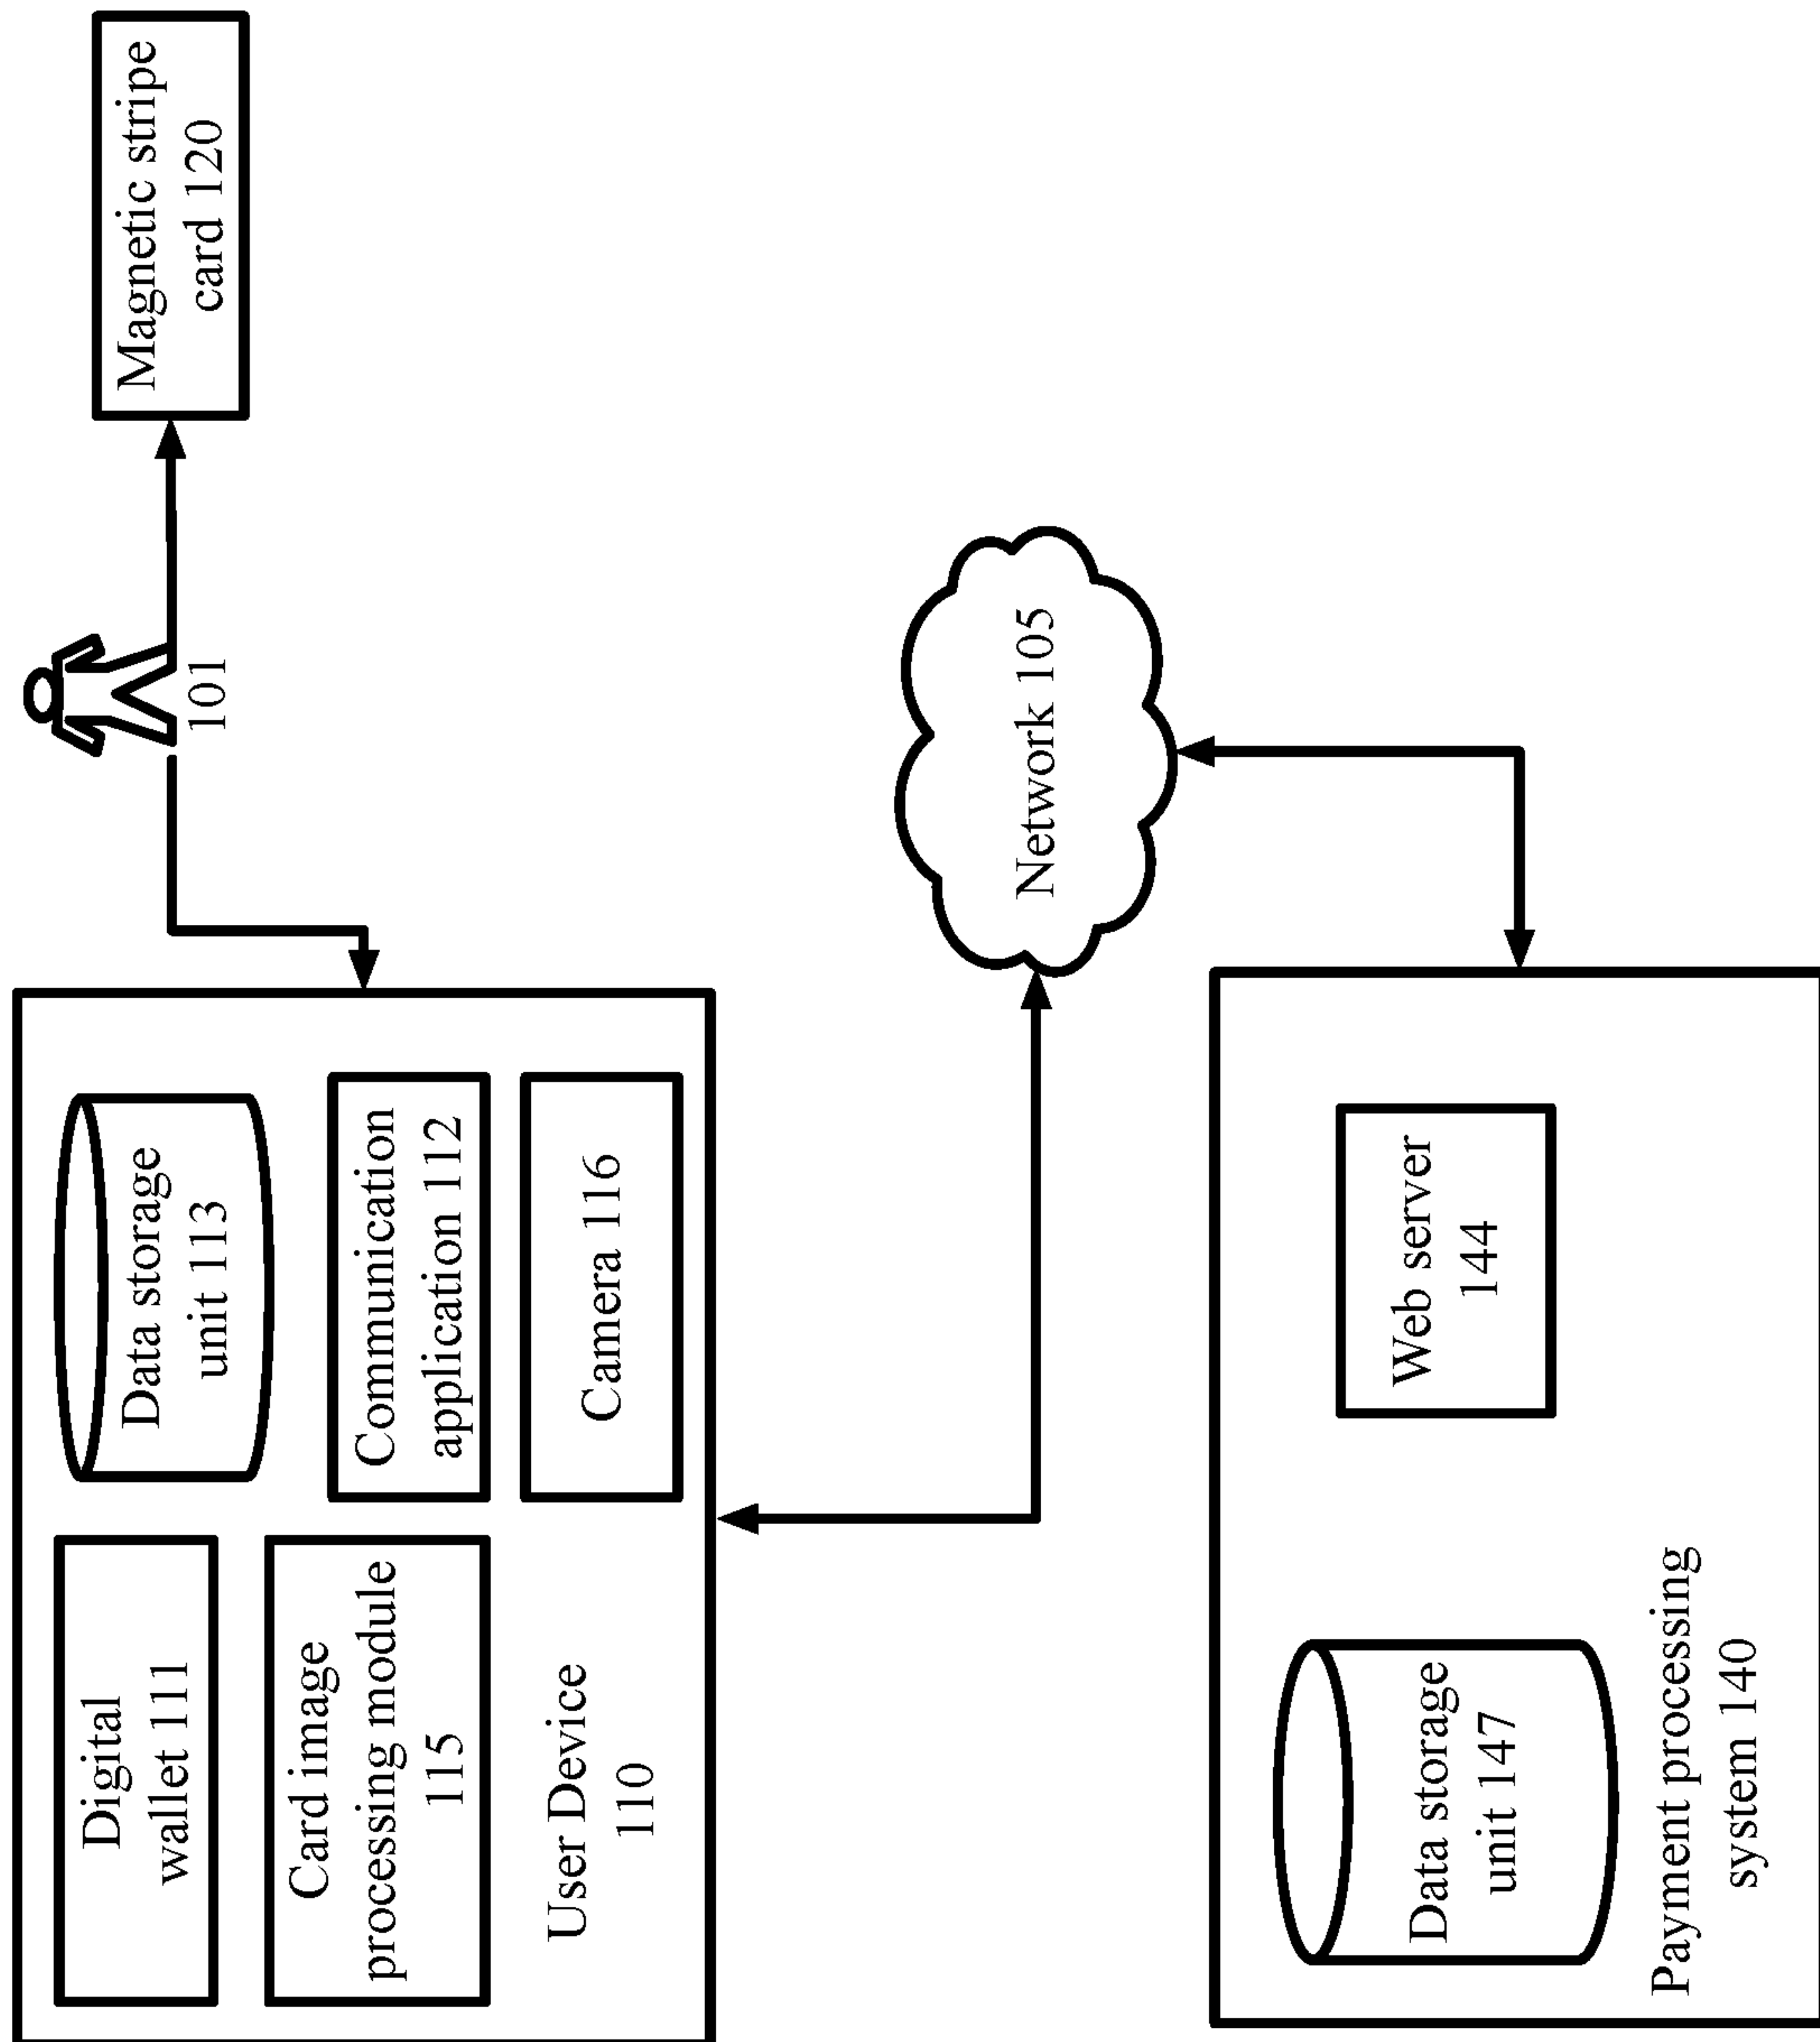 Digital
wallet 111
Data storage
unit 113
Card image
processing module
115
Communication
application 112
Camera 116
User Device
110
101
Magnetic stripe
card 120
Network 105
Data storage
unit 147
Web server
144
Payment processing
system 140